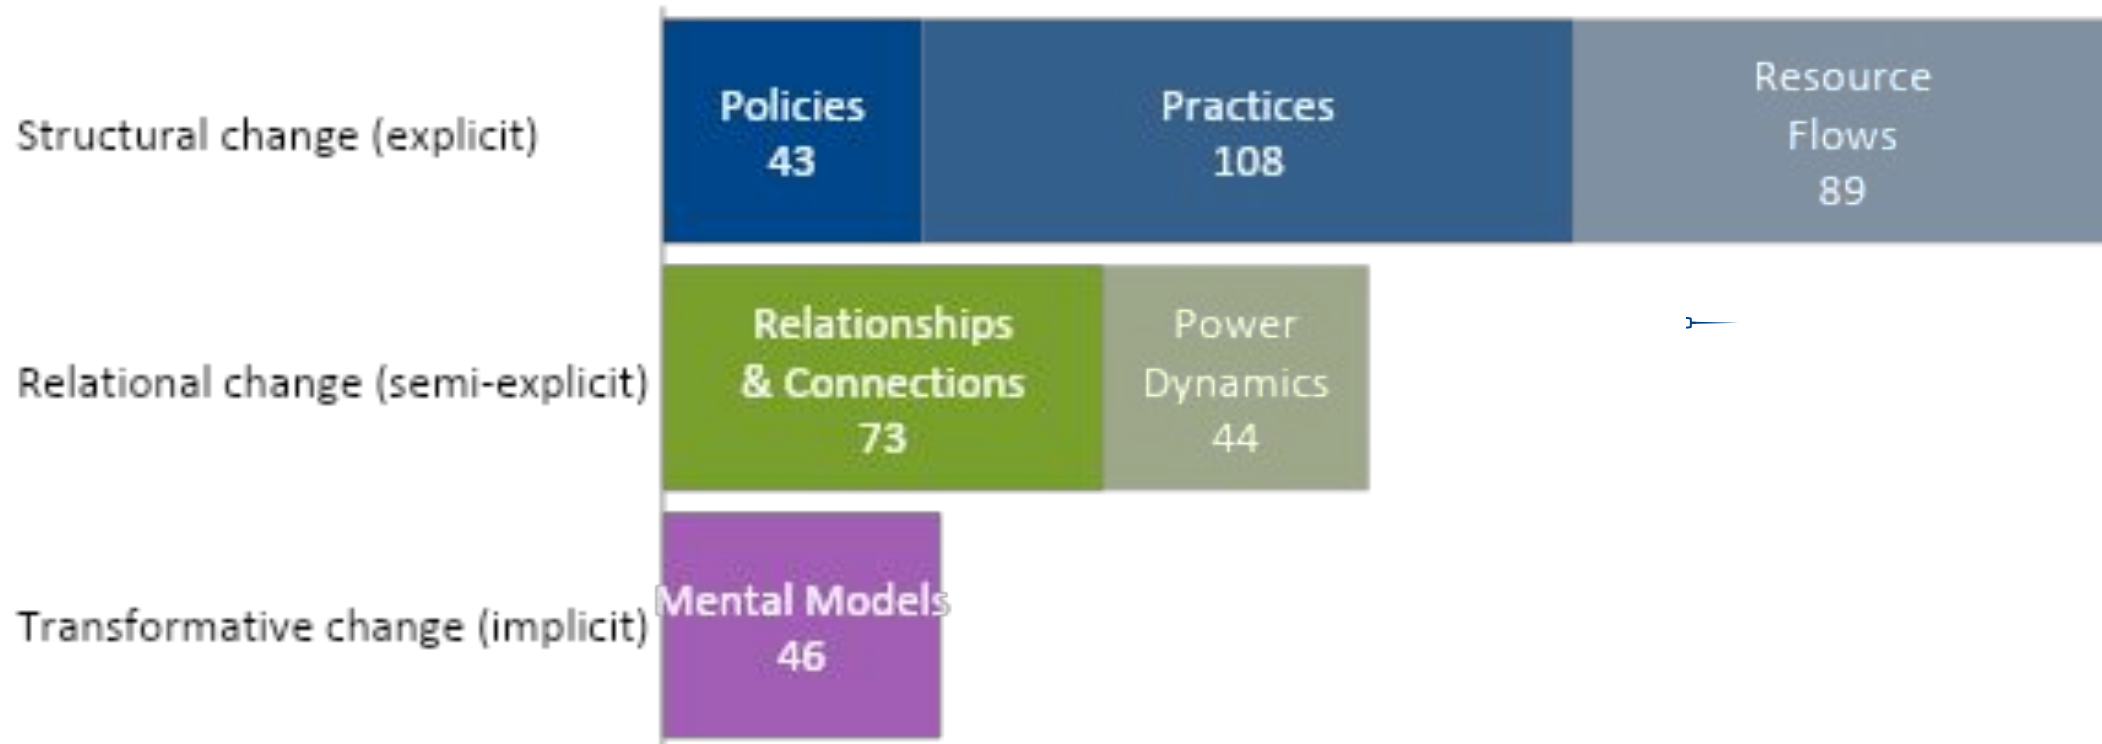 Structural change (explicit)
Policies
43
Practices
108
Resource
Flows
89
Relational change (semi-explicit)
Relationships
& Connections
73
Power
Dynamics
44
Transformative change (implicit)
Mental Models
46